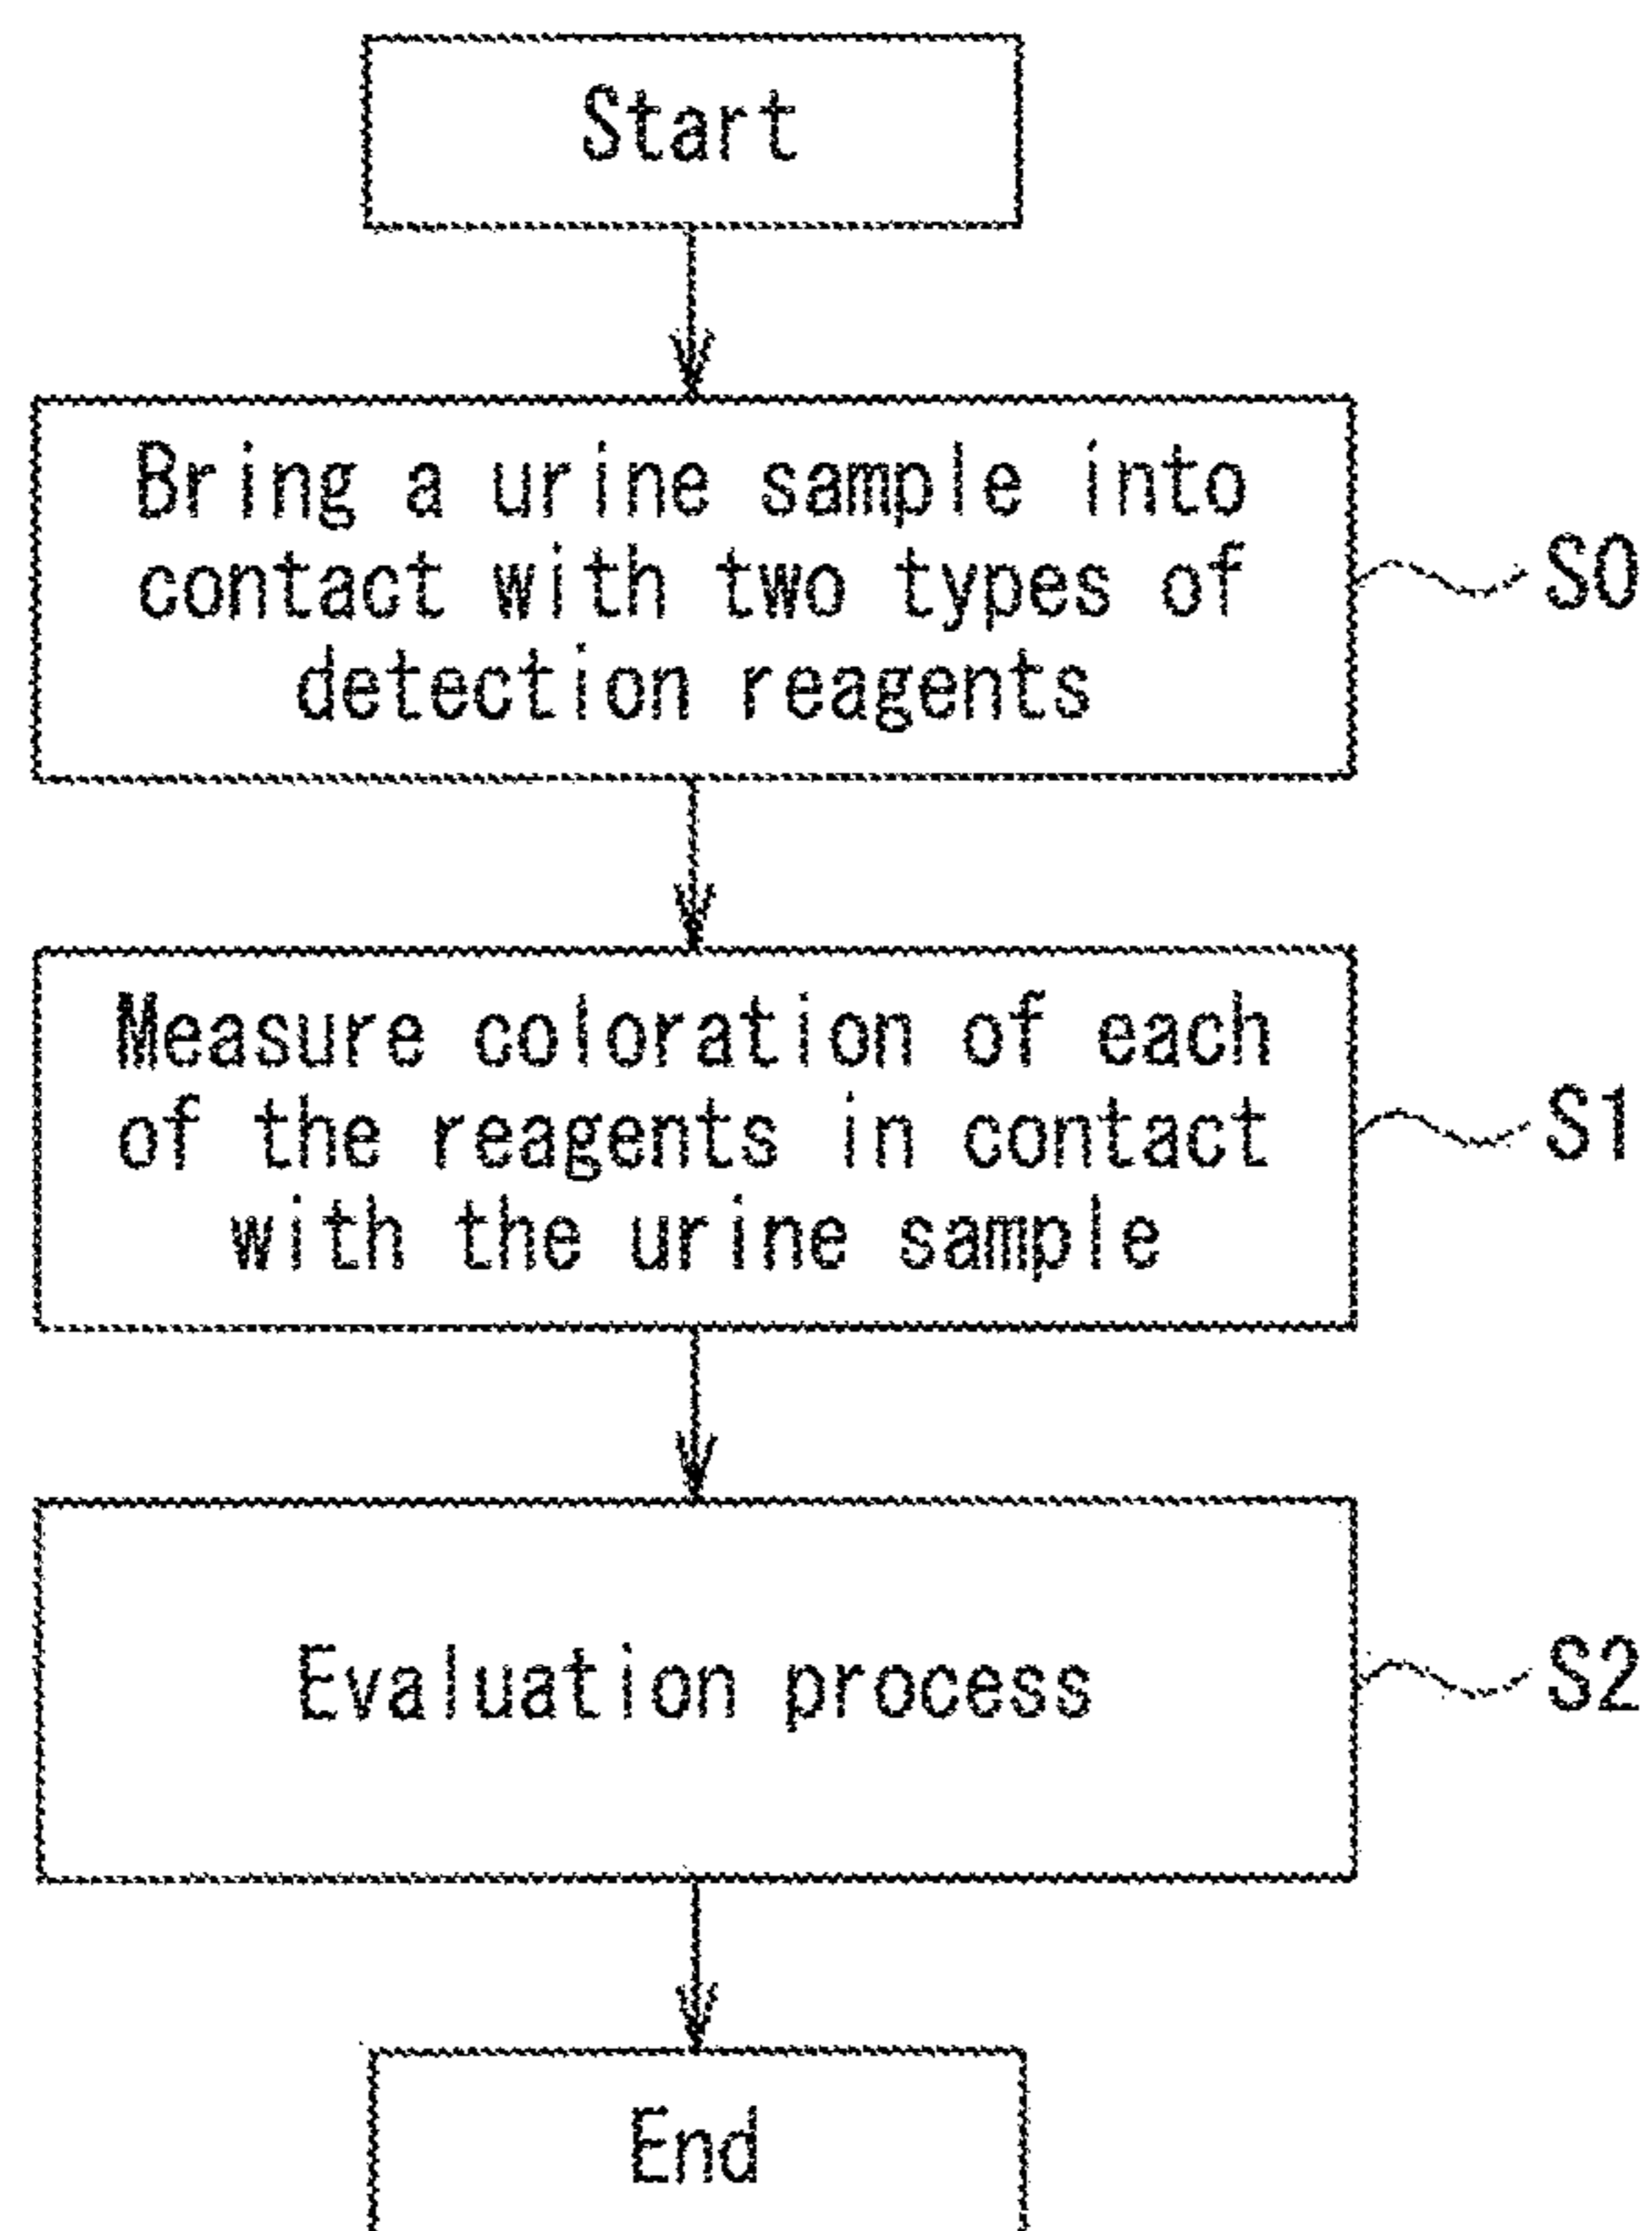 Start
Bring a urine sample into
contact with two types of
detection reagents
S0
Measure coloration of each
of the reagents in contact
with the urine sample
S1
Evaluation process
S2
End